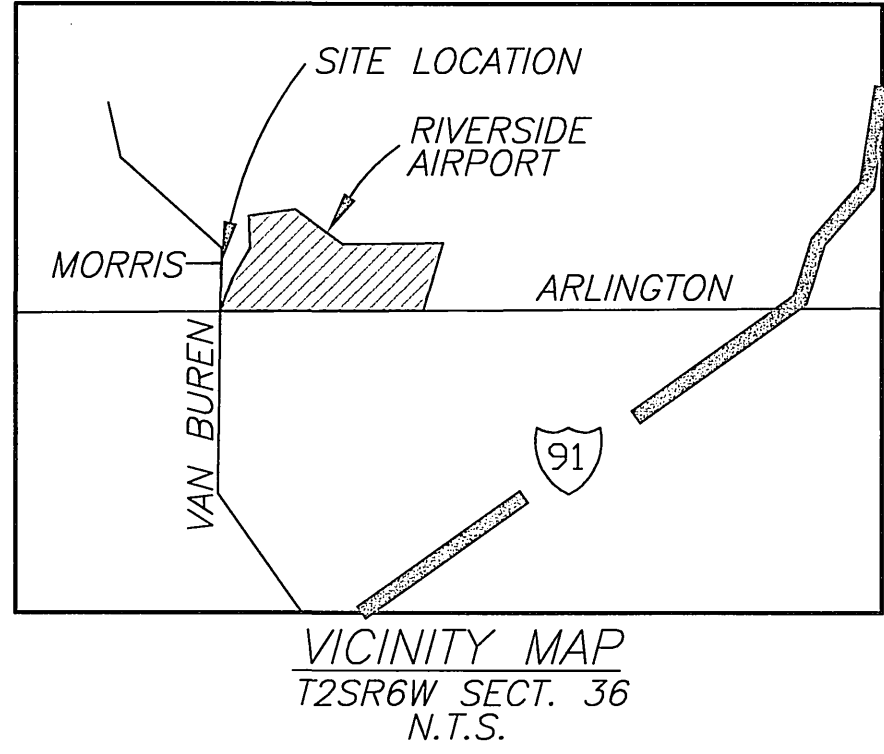 SITE LOCATION
RIVERSIDE
AIRPORT
MORRIS
ARLINGTON
VAN BUREN
91
VICINITY MAP
T2SR6W SECT. 36
N.T.S.